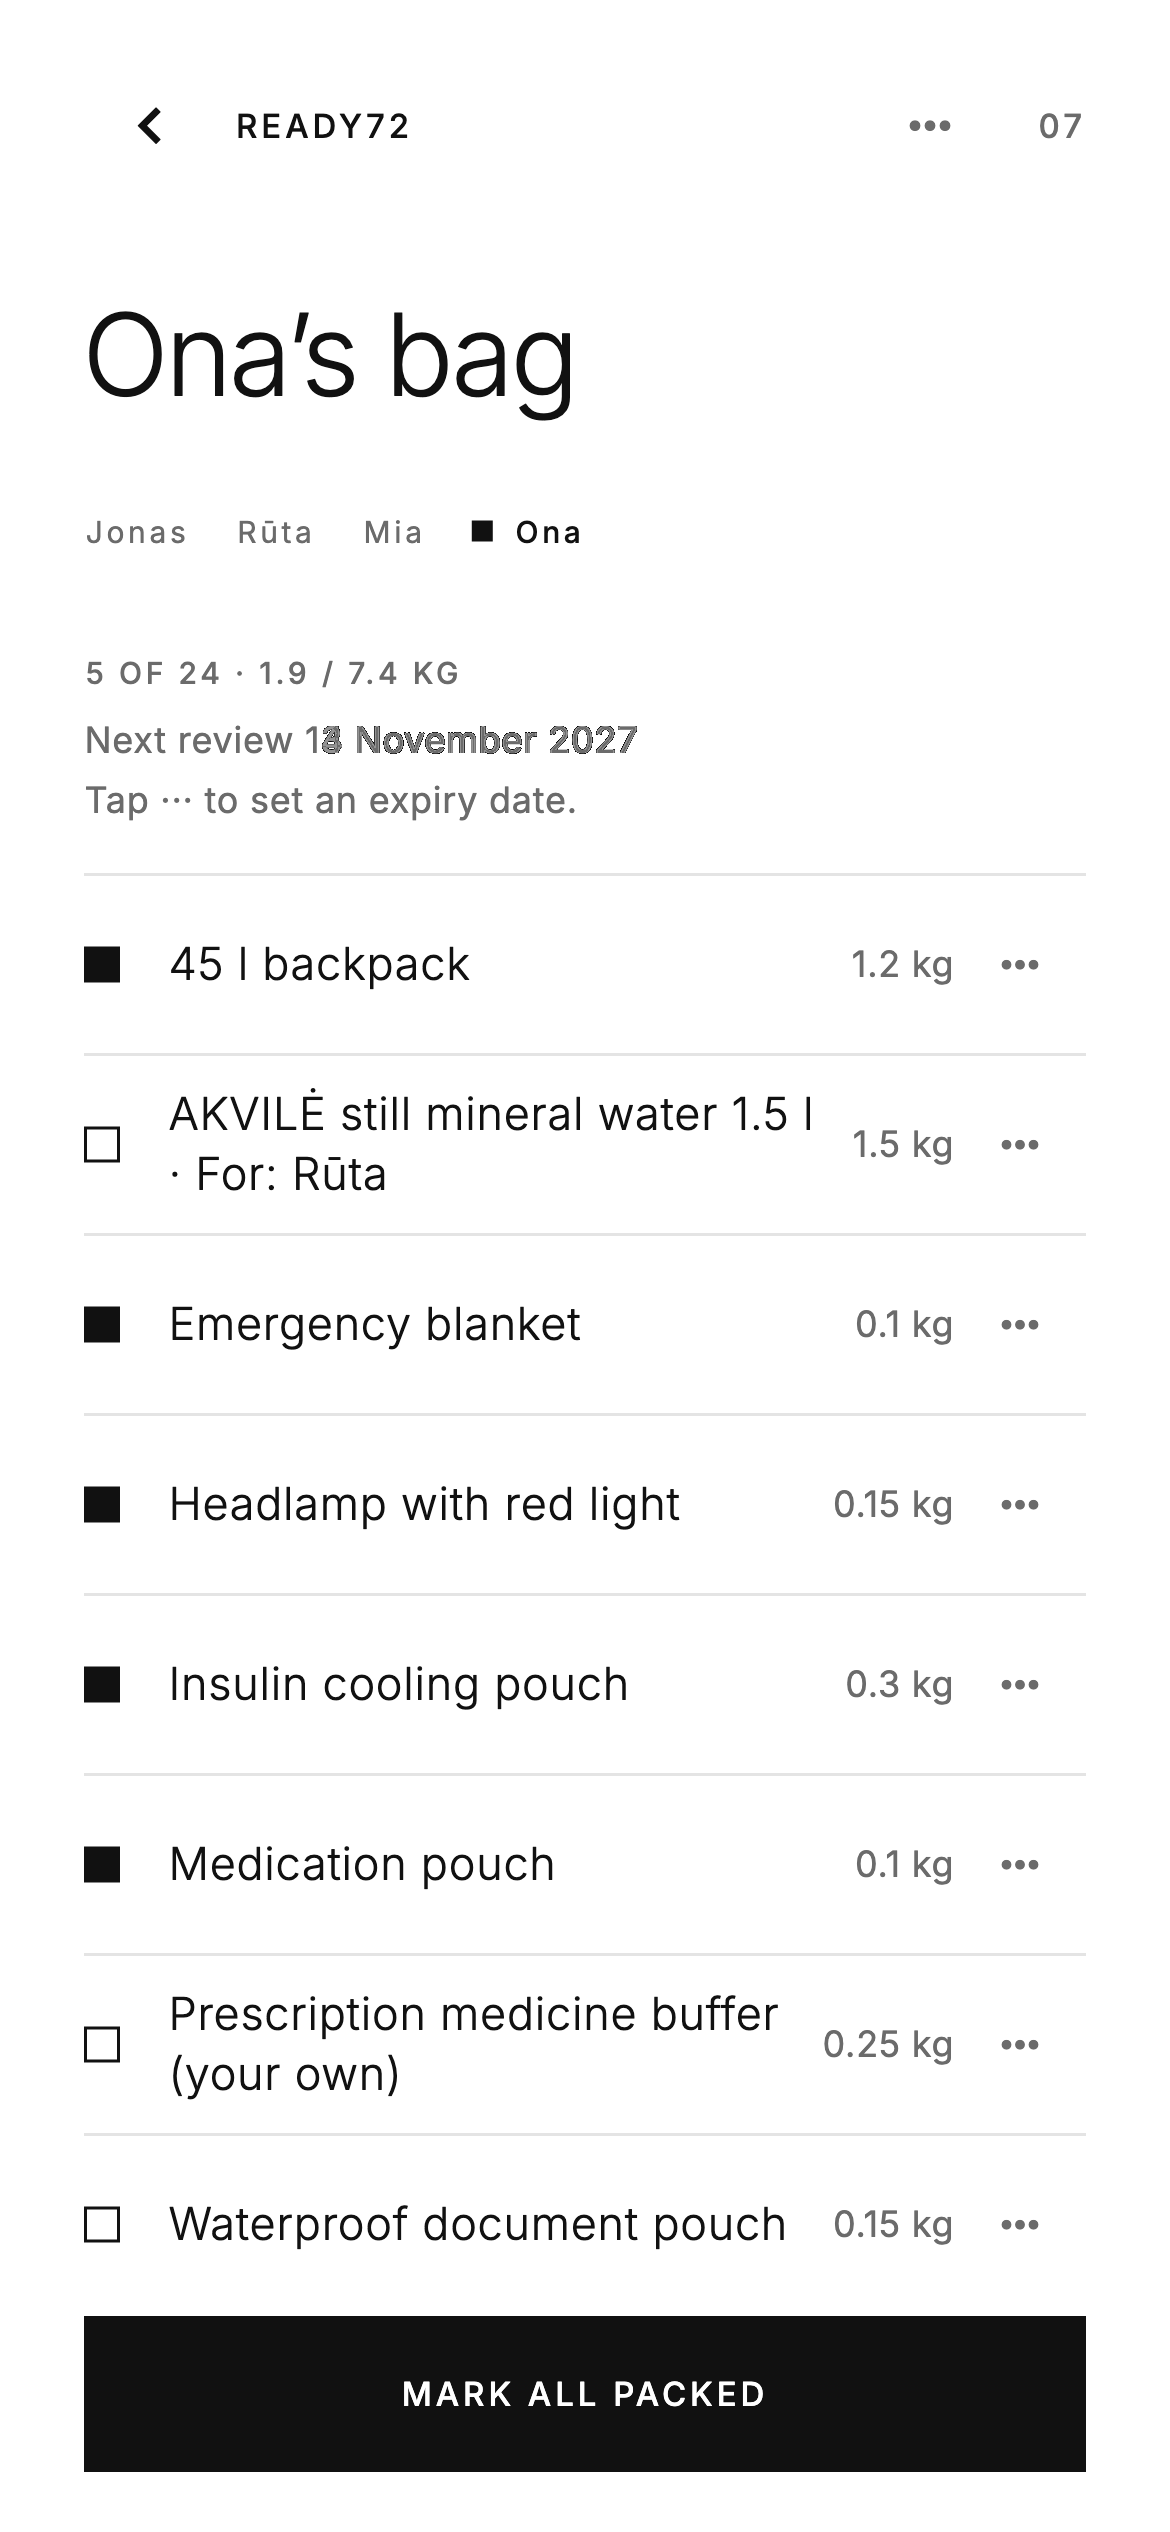 READY72
••• 07
Ona’s bag
Jonas Rūta Mia Ona
5 OF 24 · 1.9 / 7.4 KG
Next review November 2027
Tap ··· to set an expiry date.
45 l backpack 1.2 kg •••
AKVILĖ still mineral water 1.5 l
· For: Rūta
1.5 kg •••
Emergency blanket 0.1 kg •••
Headlamp with red light 0.15 kg •••
Insulin cooling pouch 0.3 kg •••
Medication pouch 0.1 kg •••
Prescription medicine buffer
(your own)
0.25 kg •••
Waterproof document pouch 0.15 kg •••
MARK ALL PACKED